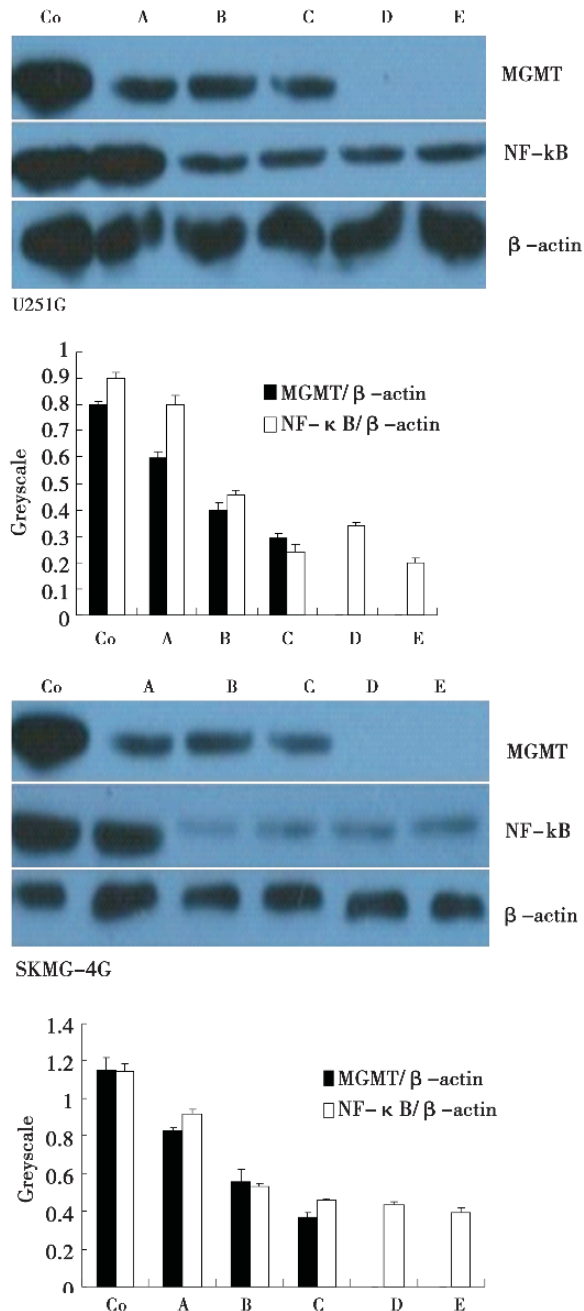 Co A B C D E
MGMT
NF-kB
β-actin
U251G
1
0.9
0.8
0.7
0.6
0.5
0.4
0.3
0.2
0.1
0
Greyscale
MGMT/β-actin
NF-κ B/β-actin
Co A B C D E
Co A B C D E
MGMT
NF-kB
β-actin
SKMG-4G
1.4
1.2
1
0.8
0.6
0.4
0.2
0
Greyscale
MGMT/β-actin
NF-κ B/β-actin
Co A B C D E